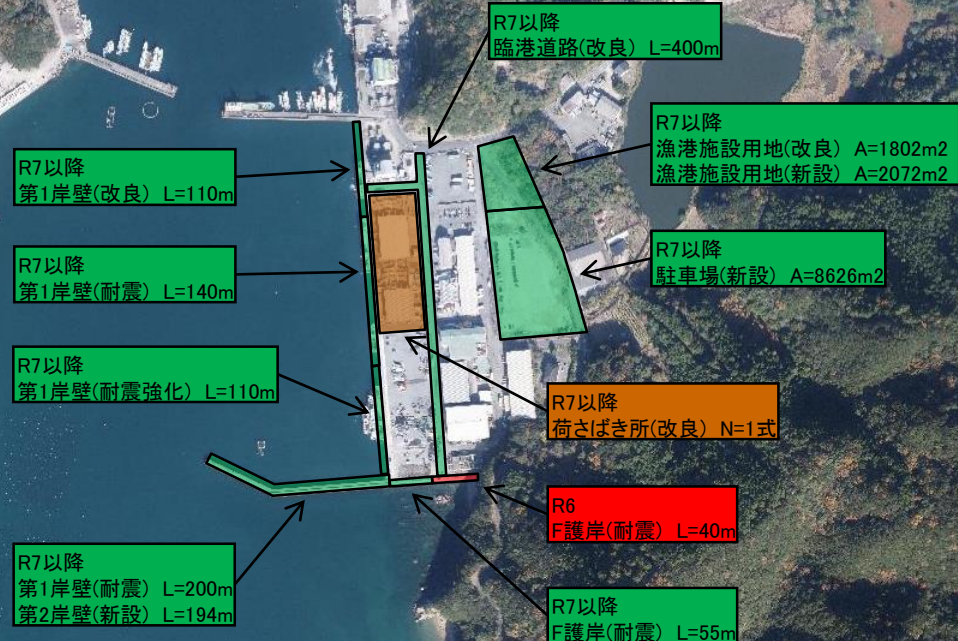 R7以降
臨港道路(改良) L=400m
R7以降
漁港施設用地(改良) A=1802m2
漁港施設用地(新設) A=2072m2
R7以降
第1岸壁(改良) L=110m
R7以降
駐車場(新設) A=8626m2
R7以降
第1岸壁(耐震) L=140m
R7以降
第1岸壁(耐震強化) L=110m
R7以降
荷さばき所(改良) N=1式
R6
F護岸(耐震) L=40m
R7以降
第1岸壁(耐震) L=200m
第2岸壁(新設) L=194m
R7以降
F護岸(耐震) L=55m